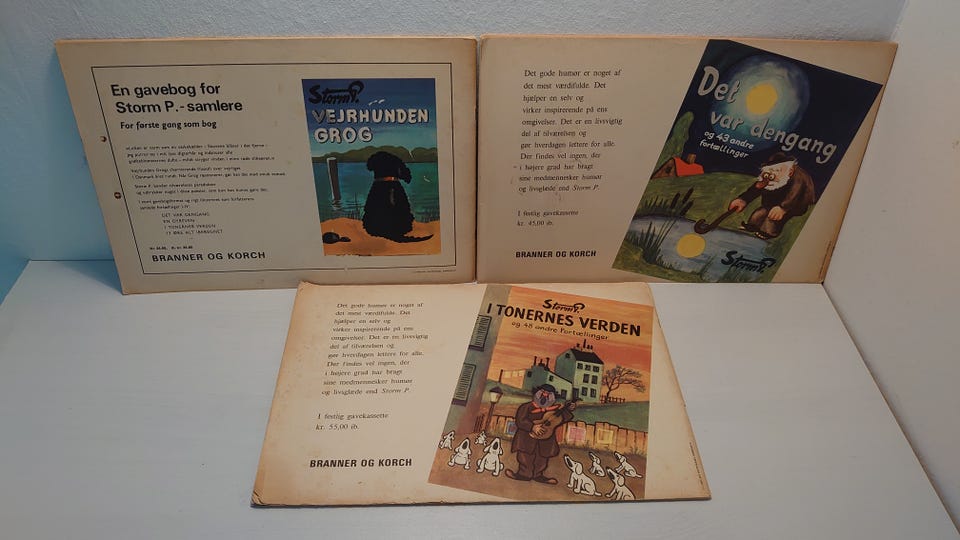 En gavebog for
Storm P.-samlere
For første gang som bog
DET VAR DENGANG
EN GYBTVEN
I TONERNES VERDEN
BRANNER OG KORCH
Storm P.
VEJRHUNDEN
GROG
Det gode humør er noget af
det mest værdifulde. Det
hjælper en selv og
virker inspirerende på ens
omgivelser. Det er en livsvigtig
del af tilværelsen og
gør hverdagen lettere for alle.
Der findes vel ingen, der
i højere grad har bragt
sine medmennesker humør
og livsglæde end Storm P.
I festlig gavekassette
kr. 45,00 ib.
BRANNER OG KORCH
Det
var dengang
og 43 andre
fortællinger
Storm P.
Det gode humør er noget af
det mest værdifulde. Det
hjælper en selv og
virker inspirerende på ens
omgivelser. Det er en livsvigtig
del af tilværelsen og
gør hverdagen lettere for alle.
Der findes vel ingen, der
i højere grad har bragt
sine medmennesker humør
og livsglæde end Storm P.
I festlig gavekassette
kr. 55,00 ib.
BRANNER OG KORCH
Storm P.
I TONERNES VERDEN
og 48 andre fortællinger